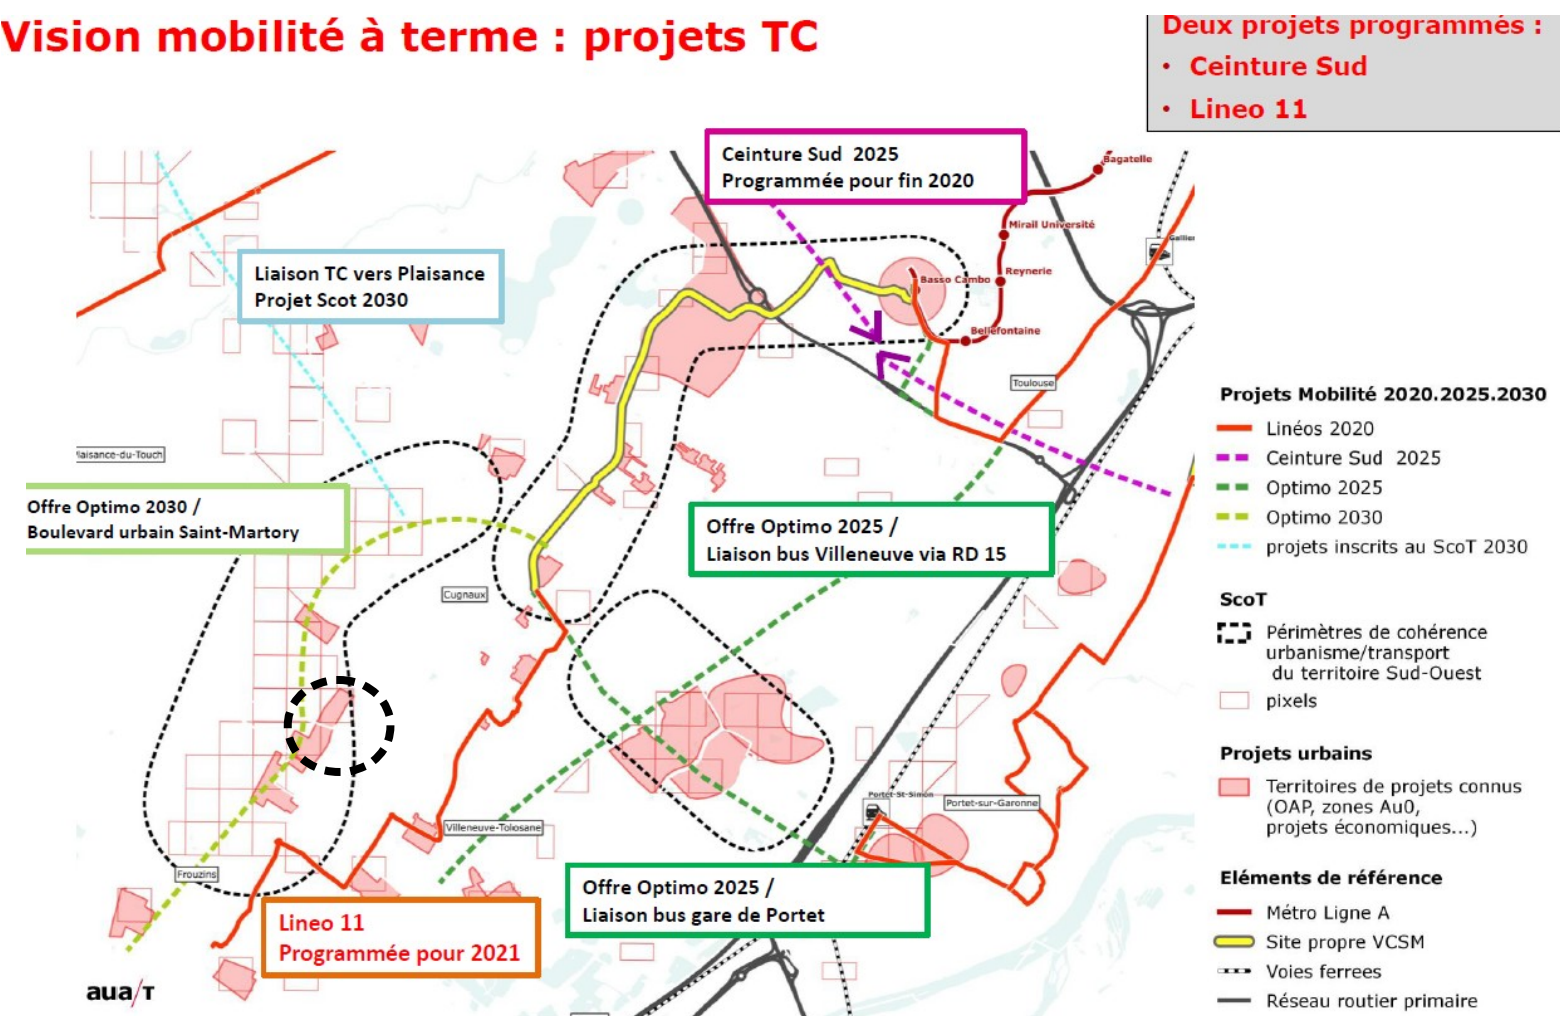 Vision mobilité à terme : projets TC
Deux projets programmés :
• Ceinture Sud
• Lineo 11
Ceinture Sud 2025
Programmée pour fin 2020
Bagatelle
Mirail Université
Gallieni
Reynerie
Basso Cambo
Bellefontaine
Liaison TC vers Plaisance
Projet Scot 2030
Toulouse
laisance-du-Touch
Offre Optimo 2030 /
Boulevard urbain Saint-Martory
Offre Optimo 2025 /
Liaison bus Villeneuve via RD 15
Cugnaux
Portet-St-Simon
Portet-sur-Garonne
Villeneuve-Tolosane
Frouzins
Offre Optimo 2025 /
Liaison bus gare de Portet
Lineo 11
Programmée pour 2021
aua/T
Projets Mobilité 2020.2025.2030
Linéos 2020
Ceinture Sud 2025
Optimo 2025
Optimo 2030
projets inscrits au ScoT 2030
ScoT
Périmètres de cohérence
urbanisme/transport
du territoire Sud-Ouest
pixels
Projets urbains
Territoires de projets connus
(OAP, zones Au0,
projets économiques...)
Eléments de référence
Métro Ligne A
Site propre VCSM
Voies ferrees
Réseau routier primaire